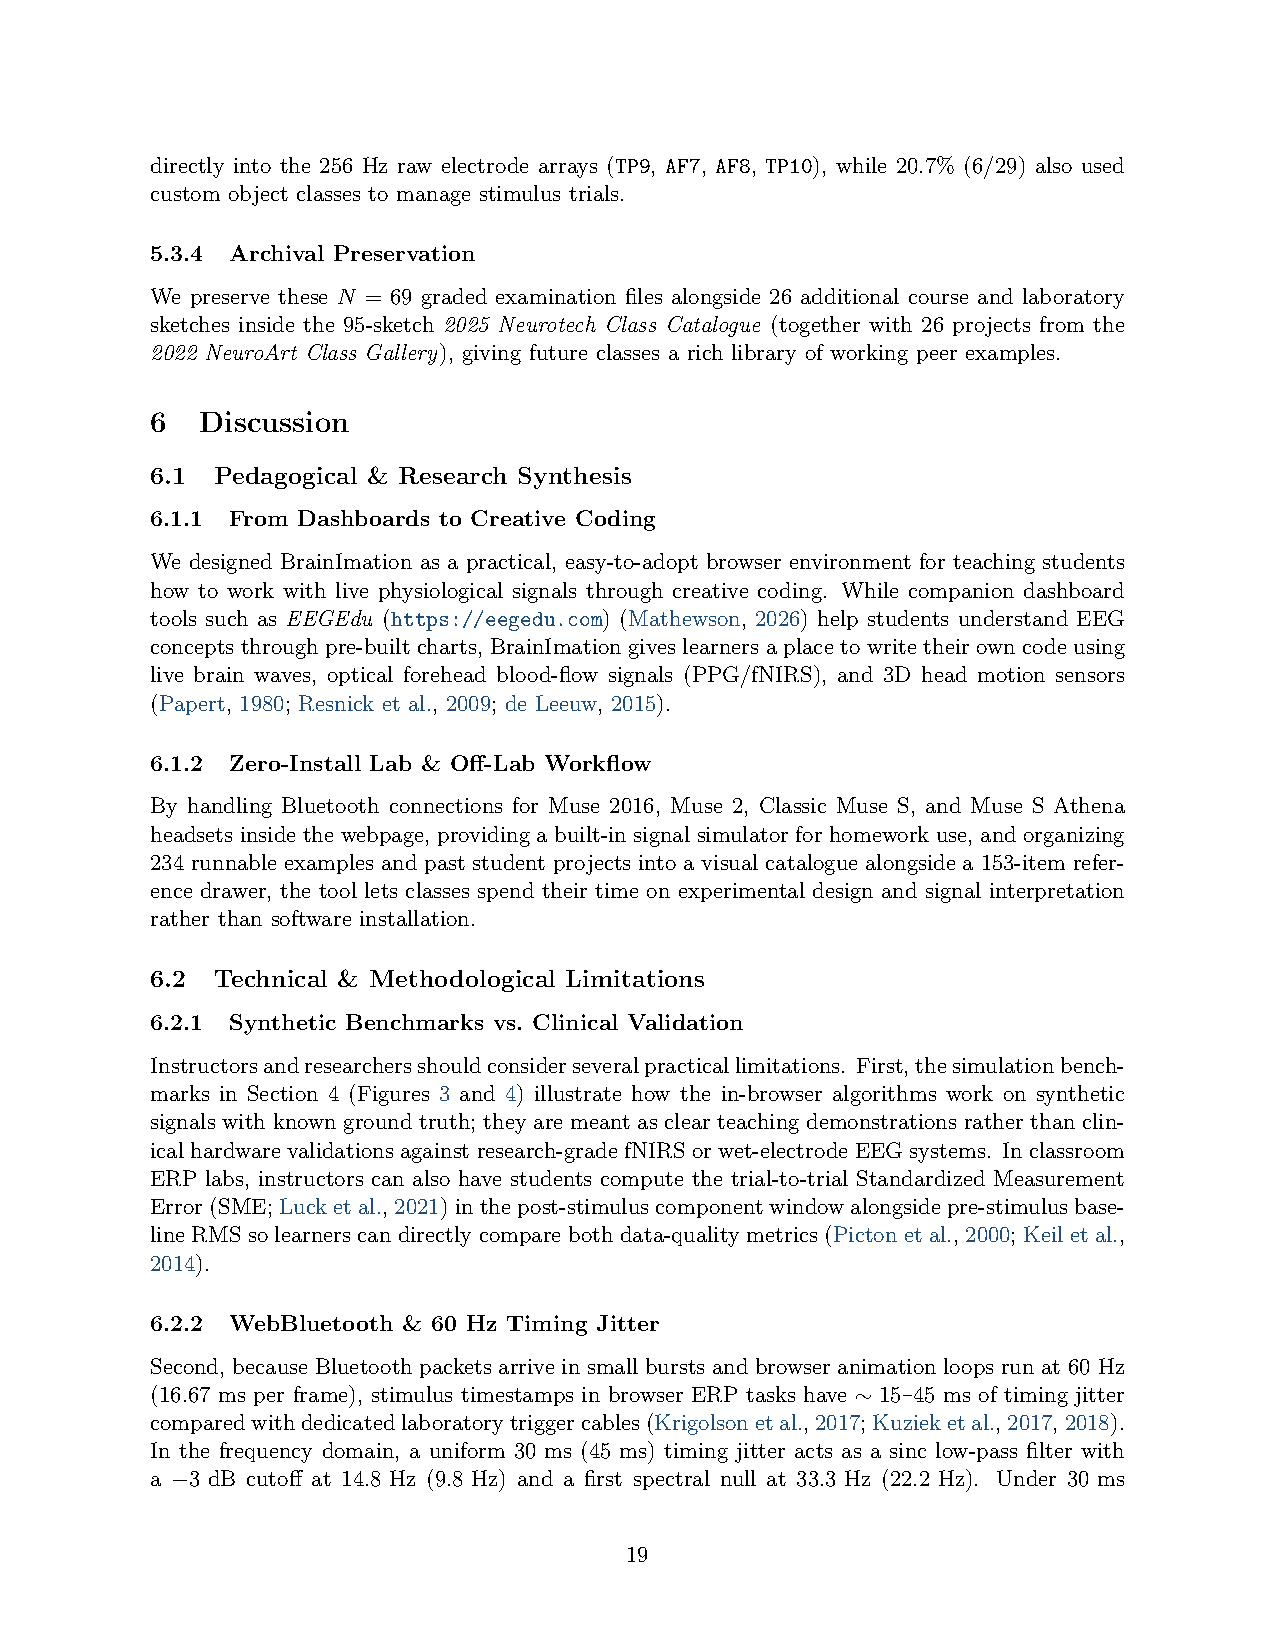 directly into the 256 Hz raw electrode arrays (TP9, AF7, AF8, TP10), while 20.7% (6/29) also used
custom object classes to manage stimulus trials.
5.3.4 Archival Preservation
We preserve these N = 69 graded examination files alongside 26 additional course and laboratory
sketches inside the 95-sketch 2025 Neurotech Class Catalogue (together with 26 projects from the
2022 NeuroArt Class Gallery), giving future classes a rich library of working peer examples.
6 Discussion
6.1 Pedagogical & Research Synthesis
6.1.1 From Dashboards to Creative Coding
We designed BrainImation as a practical, easy-to-adopt browser environment for teaching students
how to work with live physiological signals through creative coding. While companion dashboard
tools such as EEGEdu (https://eegedu.com) (Mathewson, 2026) help students understand EEG
concepts through pre-built charts, BrainImation gives learners a place to write their own code using
live brain waves, optical forehead blood-flow signals (PPG/fNIRS), and 3D head motion sensors
(Papert, 1980; Resnick et al., 2009; de Leeuw, 2015).
6.1.2 Zero-Install Lab & Off-Lab Workflow
By handling Bluetooth connections for Muse 2016, Muse 2, Classic Muse S, and Muse S Athena
headsets inside the webpage, providing a built-in signal simulator for homework use, and organizing
234 runnable examples and past student projects into a visual catalogue alongside a 153-item refer-
ence drawer, the tool lets classes spend their time on experimental design and signal interpretation
rather than software installation.
6.2 Technical & Methodological Limitations
6.2.1 Synthetic Benchmarks vs. Clinical Validation
Instructors and researchers should consider several practical limitations. First, the simulation bench-
marks in Section 4 (Figures 3 and 4) illustrate how the in-browser algorithms work on synthetic
signals with known ground truth; they are meant as clear teaching demonstrations rather than clin-
ical hardware validations against research-grade fNIRS or wet-electrode EEG systems. In classroom
ERP labs, instructors can also have students compute the trial-to-trial Standardized Measurement
Error (SME; Luck et al., 2021) in the post-stimulus component window alongside pre-stimulus base-
line RMS so learners can directly compare both data-quality metrics (Picton et al., 2000; Keil et al.,
2014).
6.2.2 WebBluetooth & 60 Hz Timing Jitter
Second, because Bluetooth packets arrive in small bursts and browser animation loops run at 60 Hz
(16.67 ms per frame), stimulus timestamps in browser ERP tasks have ∼ 15–45 ms of timing jitter
compared with dedicated laboratory trigger cables (Krigolson et al., 2017; Kuziek et al., 2017, 2018).
In the frequency domain, a uniform 30 ms (45 ms) timing jitter acts as a sinc low-pass filter with
a −3 dB cutoff at 14.8 Hz (9.8 Hz) and a first spectral null at 33.3 Hz (22.2 Hz). Under 30 ms
19